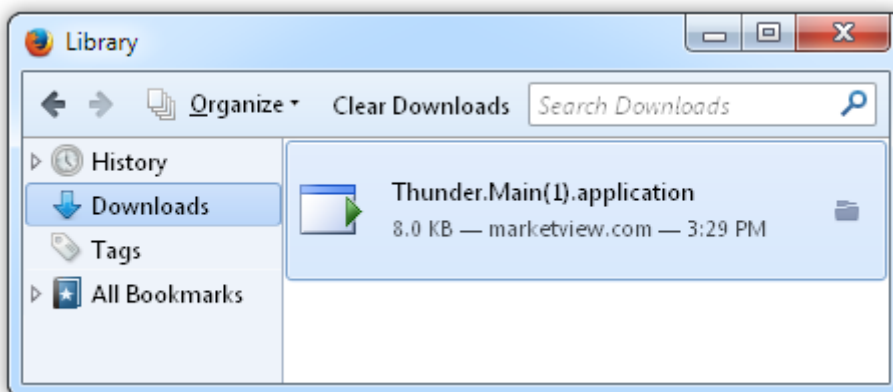 Library
Organize Clear Downloads Search Downloads
History
Downloads
Tags
All Bookmarks
Thunder.Main(1).application
8.0 KB — marketview.com — 3:29 PM